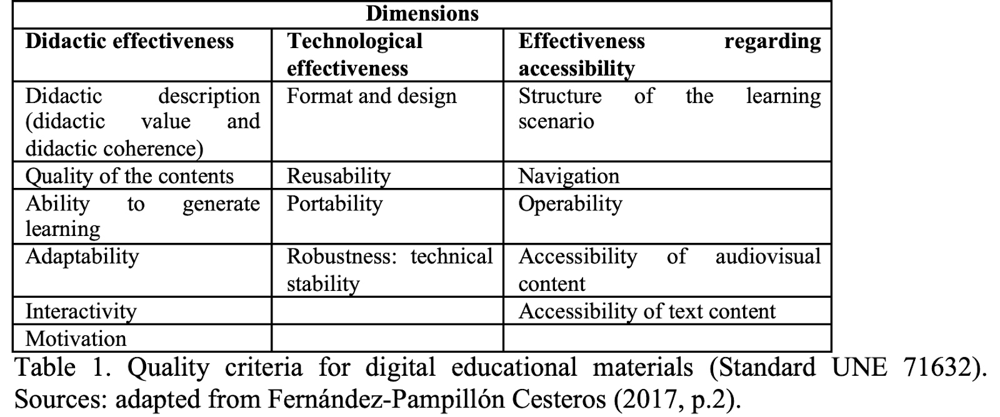 Dimensions
Didactic effectiveness
Technological
effectiveness
Effectiveness regarding
accessibility
Didactic description
(didactic value and
didactic coherence)
Format and design
Structure of the learning
scenario
Quality of the contents
Reusability
Navigation
Ability to generate
learning
Portability
Operability
Adaptability
Robustness: technical
stability
Accessibility of audiovisual
content
Interactivity
Accessibility of text content
Motivation
Table 1. Quality criteria for digital educational materials (Standard UNE 71632).
Sources: adapted from Fernández-Pampillón Cesteros (2017, p.2).